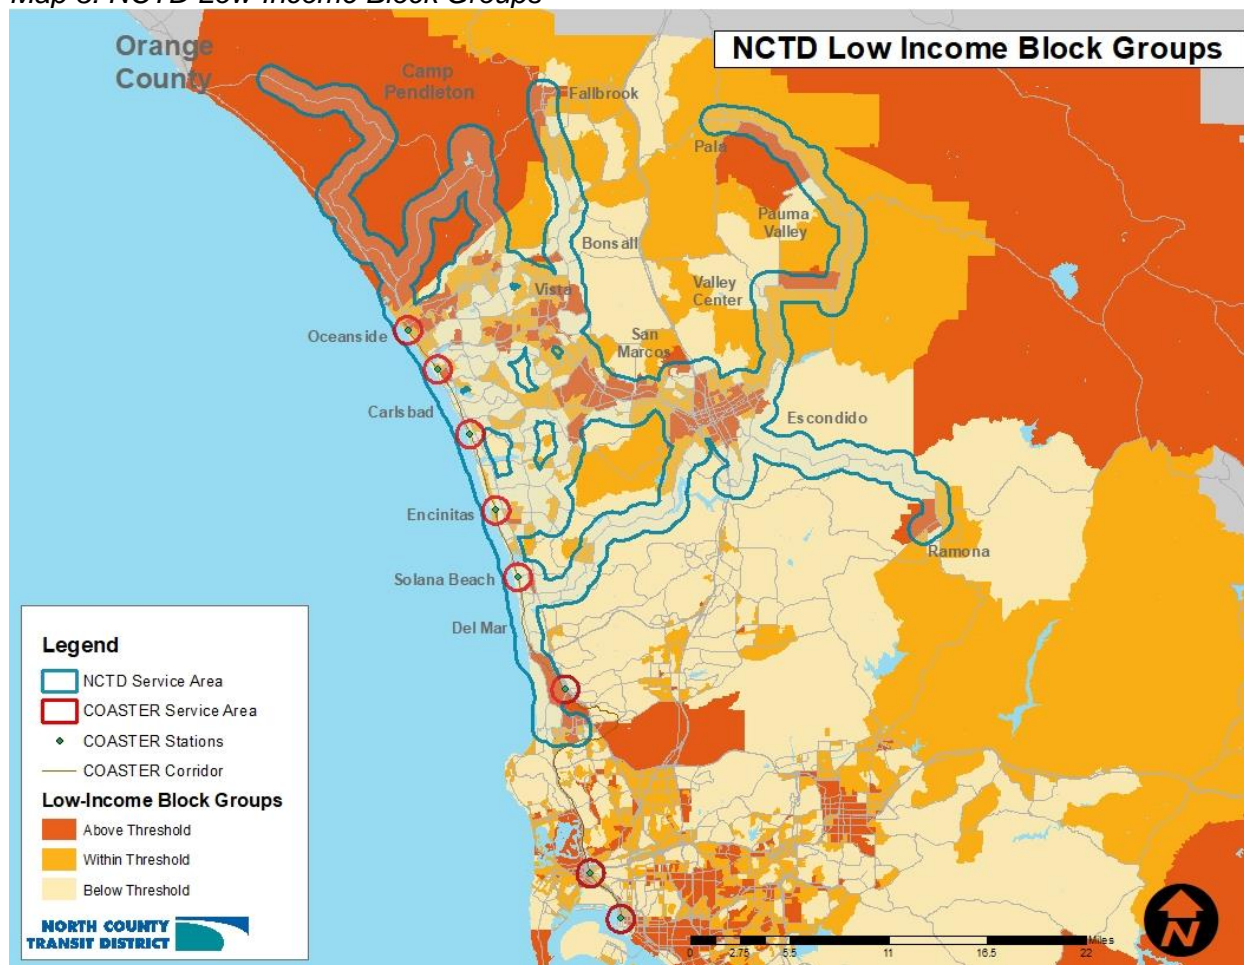 Map 3. NCTD Low-Income Block Groups
NCTD Low Income Block Groups
Orange
County
Camp
Pendleton
Fallbrook
Pala
Pauma
Valley
Bonsall
Valley
Center
Vista
San
Marcos
Oceanside
Carlsbad
Escondido
Encinitas
Ramona
Solana Beach
Del Mar
Legend
NCTD Service Area
COASTER Service Area
COASTER Stations
COASTER Corridor
Low-Income Block Groups
Above Threshold
Within Threshold
Below Threshold
NORTH COUNTY
TRANSIT DISTRICT
Miles
0 2.75 5.5 11 16.5 22
N